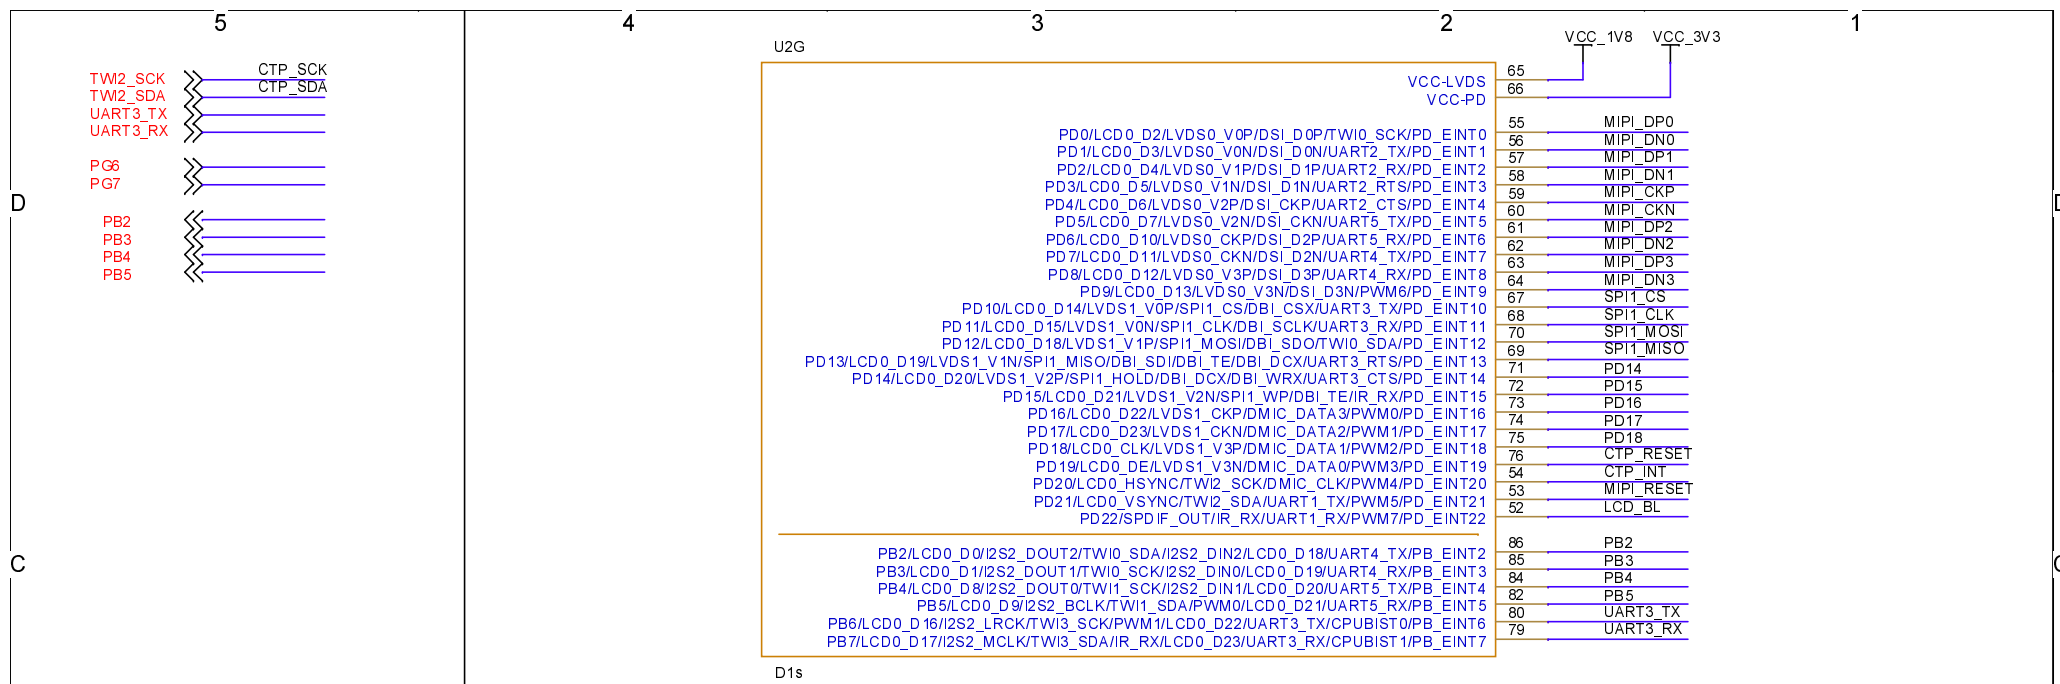 5 4 3 2 1
U2G
VCC_1V8 VCC_3V3
TWI2_SCK CTP_SCK
TWI2_SDA CTP_SDA
UART3_TX
UART3_RX
PG6
PG7
PB2
PB3
PB4
PB5
D
C
VCC-LVDS 65
VCC-PD 66
PD0/LCD0_D2/LVDS0_V0P/DSI_D0P/TWI0_SCK/PD_EINT0 55 MIPI_DP0
PD1/LCD0_D3/LVDS0_V0N/DSI_D0N/UART2_TX/PD_EINT1 56 MIPI_DN0
PD2/LCD0_D4/LVDS0_V1P/DSI_D1P/UART2_RX/PD_EINT2 57 MIPI_DP1
PD3/LCD0_D5/LVDS0_V1N/DSI_D1N/UART2_RTS/PD_EINT3 58 MIPI_DN1
PD4/LCD0_D6/LVDS0_V2P/DSI_CKP/UART2_CTS/PD_EINT4 59 MIPI_CKP
PD5/LCD0_D7/LVDS0_V2N/DSI_CKN/UART5_TX/PD_EINT5 60 MIPI_CKN
PD6/LCD0_D10/LVDS0_CKP/DSI_D2P/UART5_RX/PD_EINT6 61 MIPI_DP2
PD7/LCD0_D11/LVDS0_CKN/DSI_D2N/UART4_TX/PD_EINT7 62 MIPI_DN2
PD8/LCD0_D12/LVDS0_V3P/DSI_D3P/UART4_RX/PD_EINT8 63 MIPI_DP3
PD9/LCD0_D13/LVDS0_V3N/DSI_D3N/PWM6/PD_EINT9 64 MIPI_DN3
PD10/LCD0_D14/LVDS1_V0P/SPI1_CS/DBI_CSX/UART3_TX/PD_EINT10 67 SPI1_CS
PD11/LCD0_D15/LVDS1_V0N/SPI1_CLK/DBI_SCLK/UART3_RX/PD_EINT11 68 SPI1_CLK
PD12/LCD0_D18/LVDS1_V1P/SPI1_MOSI/DBI_SDO/TWI0_SDA/PD_EINT12 70 SPI1_MOSI
PD13/LCD0_D19/LVDS1_V1N/SPI1_MISO/DBI_SDI/DBI_TE/DBI_DCX/UART3_RTS/PD_EINT13 69 SPI1_MISO
PD14/LCD0_D20/LVDS1_V2P/SPI1_HOLD/DBI_DCX/DBI_WRX/UART3_CTS/PD_EINT14 71 PD14
PD15/LCD0_D21/LVDS1_V2N/SPI1_WP/DBI_TE/IR_RX/PD_EINT15 72 PD15
PD16/LCD0_D22/LVDS1_CKP/DMIC_DATA3/PWM0/PD_EINT16 73 PD16
PD17/LCD0_D23/LVDS1_CKN/DMIC_DATA2/PWM1/PD_EINT17 74 PD17
PD18/LCD0_CLK/LVDS1_V3P/DMIC_DATA1/PWM2/PD_EINT18 75 PD18
PD19/LCD0_DE/LVDS1_V3N/DMIC_DATA0/PWM3/PD_EINT19 76 CTP_RESET
PD20/LCD0_HSYNC/TWI2_SCK/DMIC_CLK/PWM4/PD_EINT20 54 CTP_INT
PD21/LCD0_VSYNC/TWI2_SDA/UART1_TX/PWM5/PD_EINT21 53 MIPI_RESET
PD22/SPDIF_OUT/IR_RX/UART1_RX/PWM7/PD_EINT22 52 LCD_BL
PB2/LCD0_D0/I2S2_DOUT2/TWI0_SDA/I2S2_DIN2/LCD0_D18/UART4_TX/PB_EINT2 86 PB2
PB3/LCD0_D1/I2S2_DOUT1/TWI0_SCK/I2S2_DIN0/LCD0_D19/UART4_RX/PB_EINT3 85 PB3
PB4/LCD0_D8/I2S2_DOUT0/TWI1_SCK/I2S2_DIN1/LCD0_D20/UART5_TX/PB_EINT4 84 PB4
PB5/LCD0_D9/I2S2_BCLK/TWI1_SDA/PWM0/LCD0_D21/UART5_RX/PB_EINT5 82 PB5
PB6/LCD0_D16/I2S2_LRCK/TWI3_SCK/PWM1/LCD0_D22/UART3_TX/CPUBIST0/PB_EINT6 80 UART3_TX
PB7/LCD0_D17/I2S2_MCLK/TWI3_SDA/IR_RX/LCD0_D23/UART3_RX/CPUBIST1/PB_EINT7 79 UART3_RX
D1s